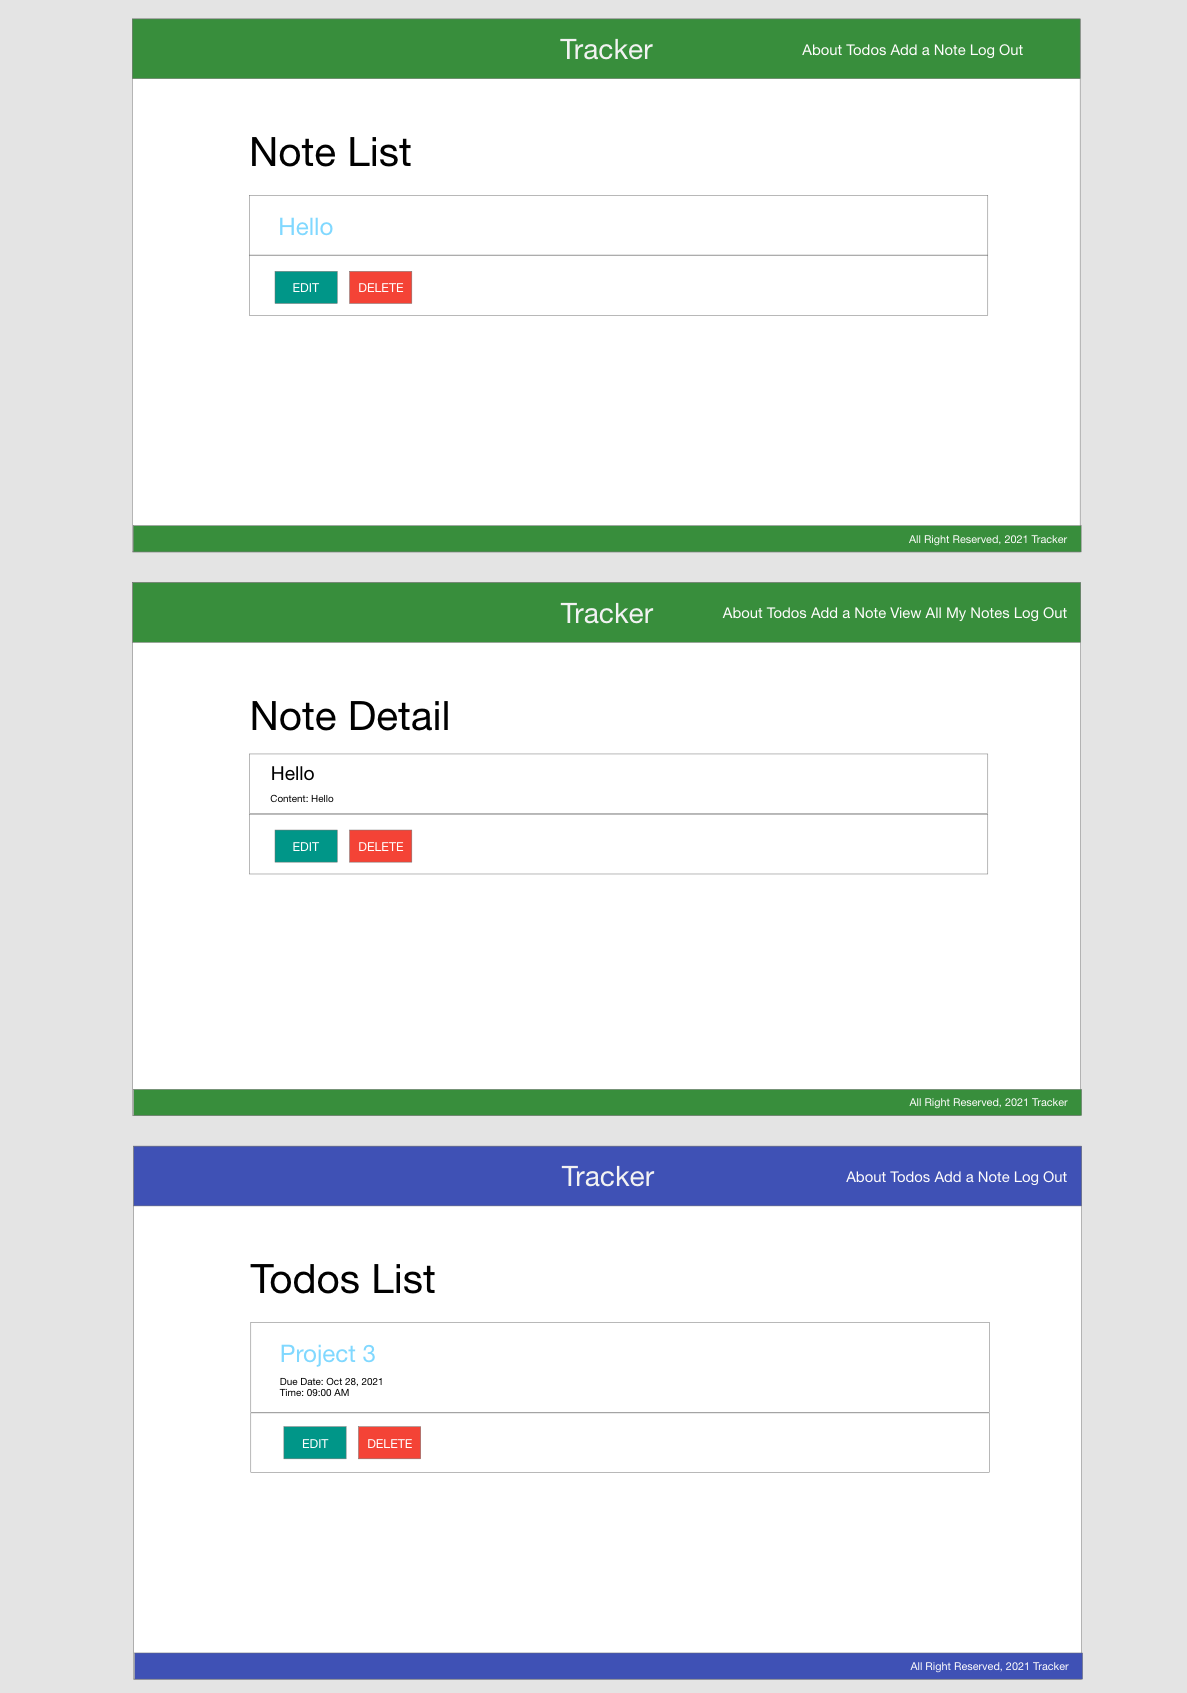 Tracker
About Todos Add a Note Log Out
Note List
Hello
EDIT DELETE
All Right Reserved, 2021 Tracker
Tracker
About Todos Add a Note View All My Notes Log Out
Note Detail
Hello
Content: Hello
EDIT DELETE
All Right Reserved, 2021 Tracker
Tracker
About Todos Add a Note Log Out
Todos List
Project 3
Due Date: Oct 28, 2021
Time: 09:00 AM
EDIT DELETE
All Right Reserved, 2021 Tracker